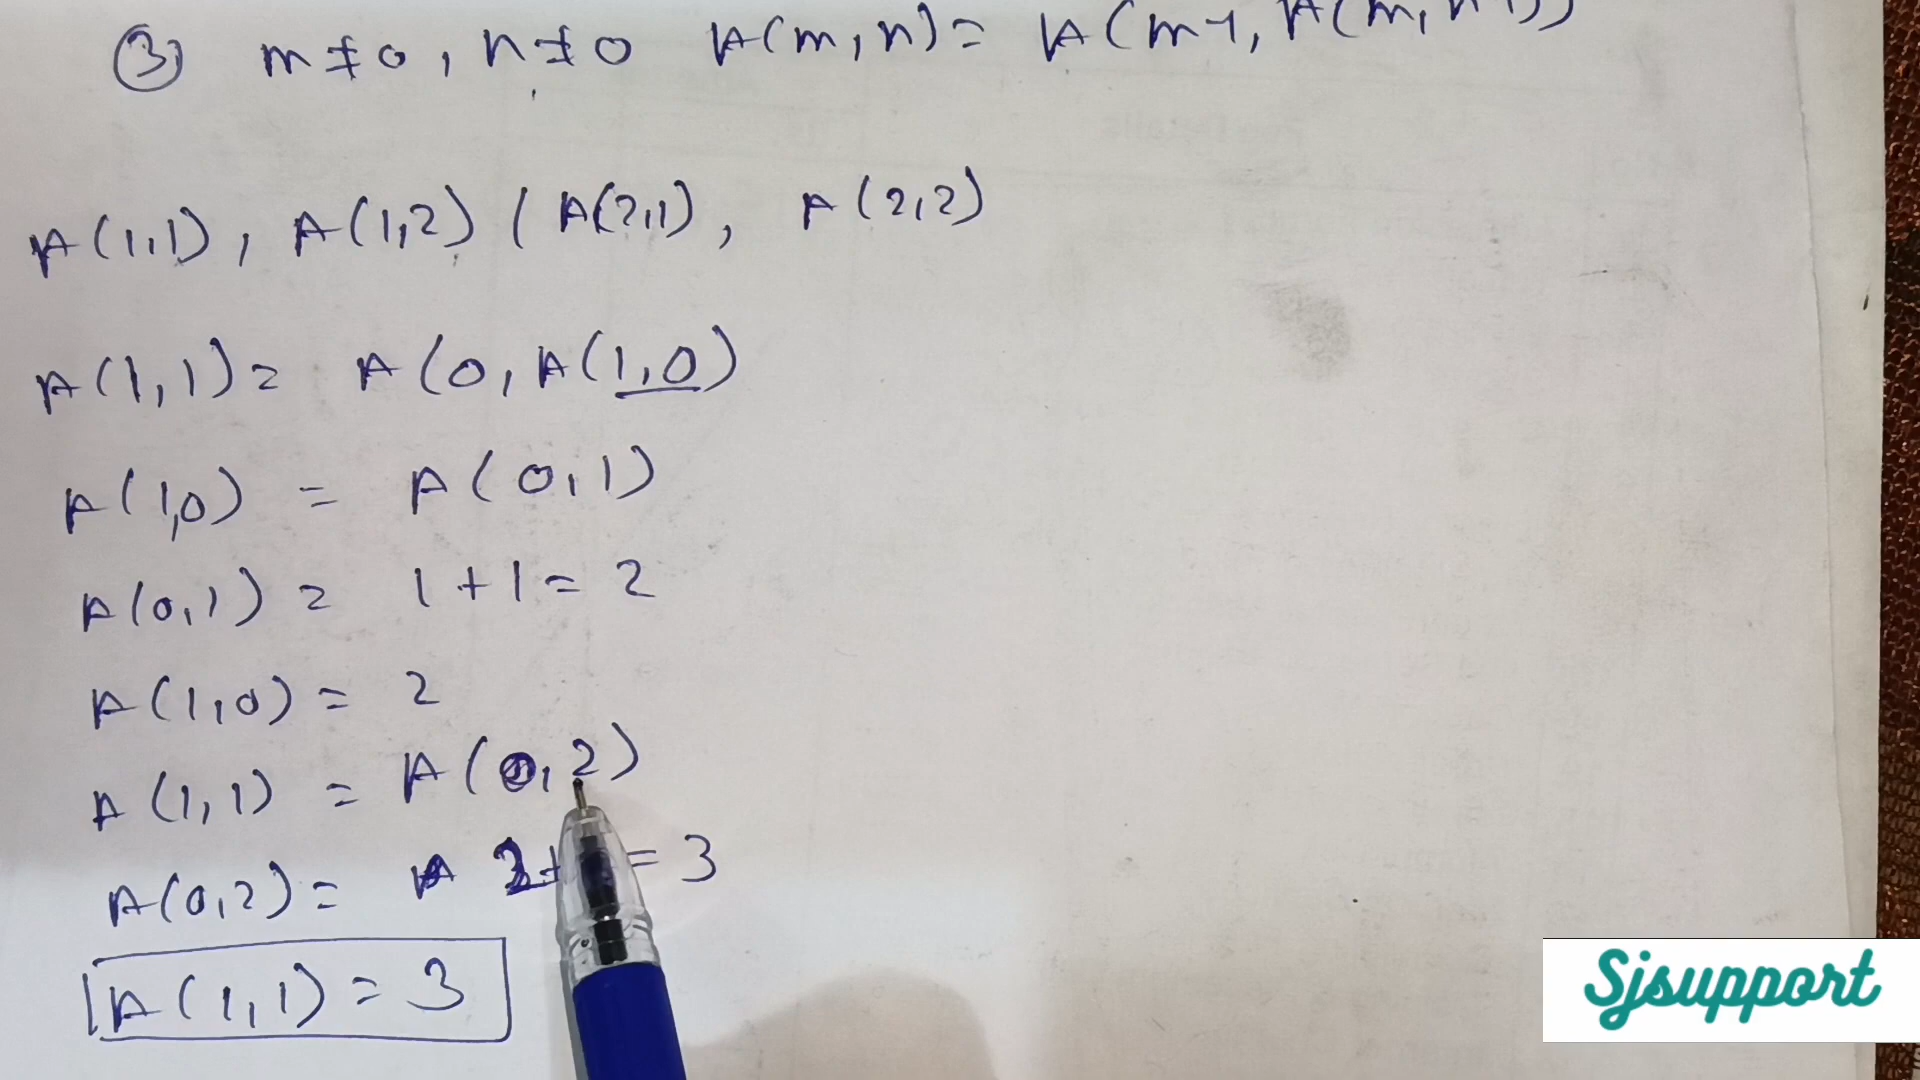 ③ m≠0, n≠0 A(m,n)= A(m-1, A(m,n-1))
A(1,1), A(1,2) ( A(2,1), A(2,2)
A(1,1)= A(0, A(1,0)
A(1,0) = A(0,1)
A(0,1) = 1+1=2
A(1,0) = 2
A(1,1) = A(0,2)
A(0,2) = 2+ =3
A(1,1) = 3
Sjsupport